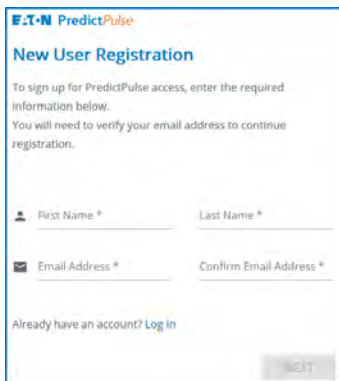 EATON PredictPulse
New User Registration
To sign up for PredictPulse access, enter the required
information below.
You will need to verify your email address to continue
registration.
First Name * Last Name *
Email Address * Confirm Email Address *
Already have an account? Log in
NEXT